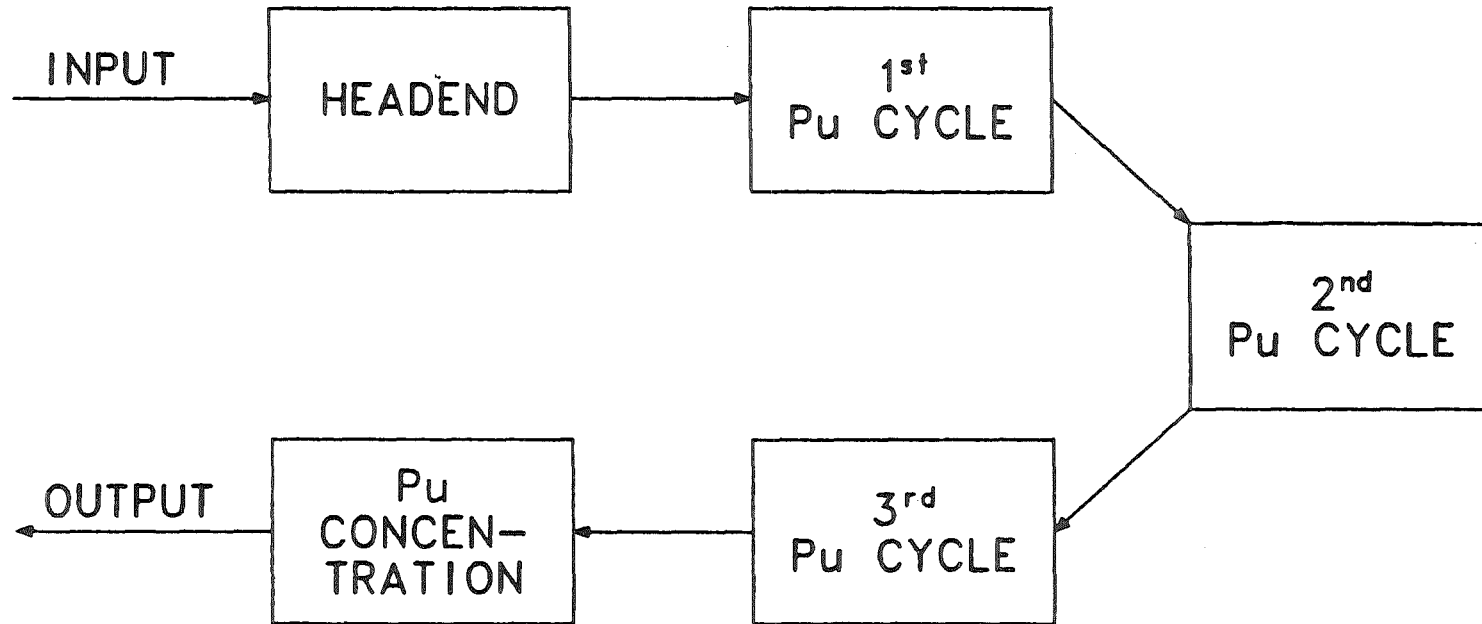 INPUT
HEADEND
1st
Pu CYCLE
2nd
Pu CYCLE
3rd
Pu CYCLE
Pu
CONCEN-
TRATION
OUTPUT